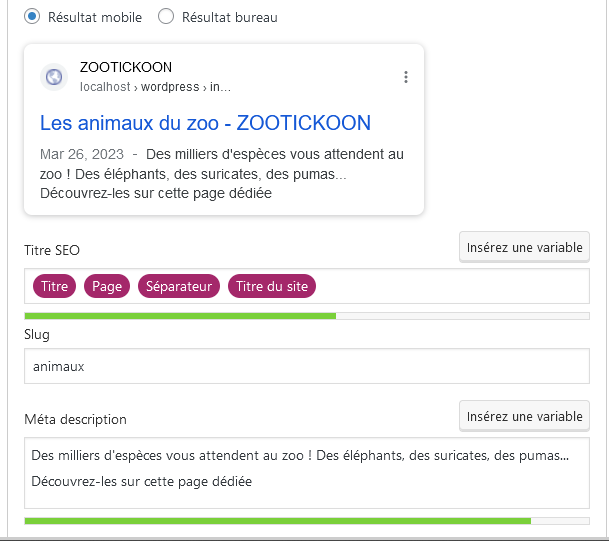 Résultat mobile Résultat bureau
ZOOTICKOON
localhost › wordpress › in...
Les animaux du zoo - ZOOTICKOON
Mar 26, 2023 - Des milliers d'espèces vous attendent au
zoo ! Des éléphants, des suricates, des pumas...
Découvrez-les sur cette page dédiée
Titre SEO Insérez une variable
Titre Page Séparateur Titre du site
Slug
animaux
Méta description Insérez une variable
Des milliers d'espèces vous attendent au zoo ! Des éléphants, des suricates, des pumas...
Découvrez-les sur cette page dédiée